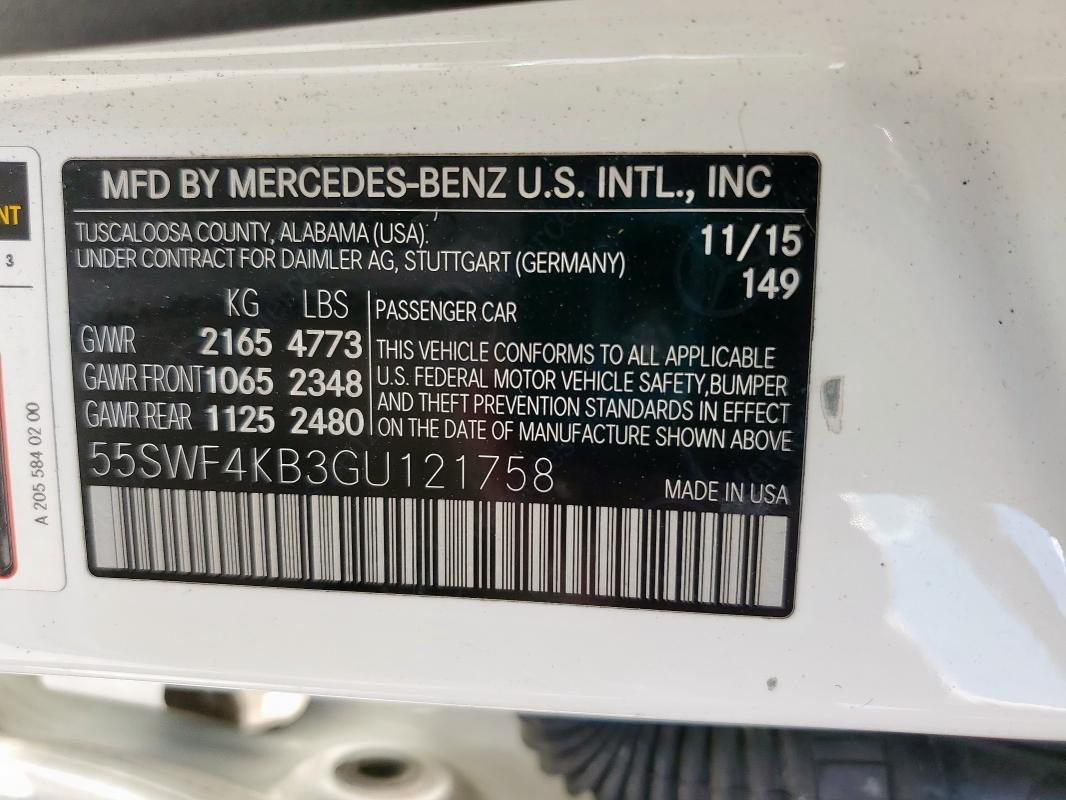 MFD BY MERCEDES-BENZ U.S. INTL., INC
TUSCALOOSA COUNTY, ALABAMA (USA).
UNDER CONTRACT FOR DAIMLER AG, STUTTGART (GERMANY)
11/15
149
KG LBS
GVWR 2165 4773
GAWR FRONT 1065 2348
GAWR REAR 1125 2480
PASSENGER CAR
THIS VEHICLE CONFORMS TO ALL APPLICABLE
U.S. FEDERAL MOTOR VEHICLE SAFETY,BUMPER
AND THEFT PREVENTION STANDARDS IN EFFECT
ON THE DATE OF MANUFACTURE SHOWN ABOVE
55SWF4KB3GU121758
MADE IN USA
NT
3
A 205 584 02 00